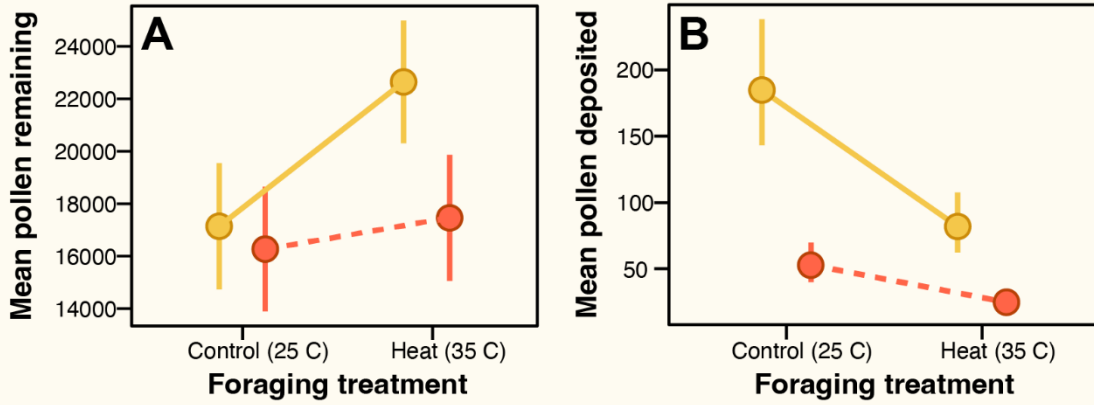 A
Mean pollen remaining
24000
22000
20000
18000
16000
14000
Control (25 C) Heat (35 C)
Foraging treatment
B
Mean pollen deposited
200
150
100
50
Control (25 C) Heat (35 C)
Foraging treatment